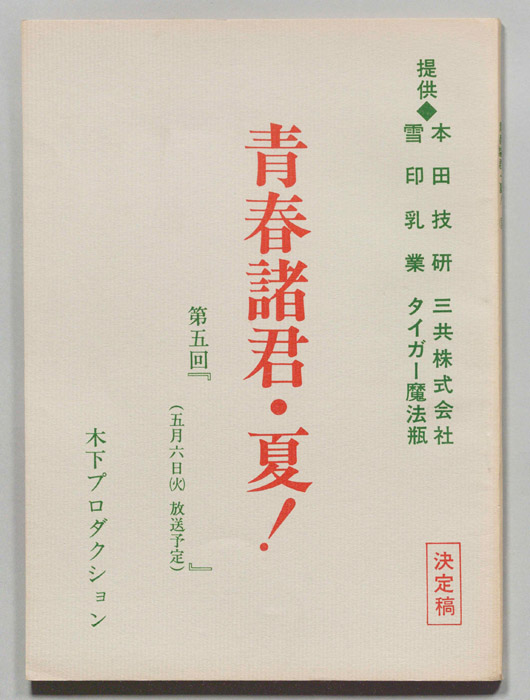 提供◆本田技研 三共株式会社
雪印乳業 タイガー魔法瓶
青春諸君・夏！
第五回『　』
（五月六日㈫ 放送予定）
木下プロダクション
決定稿